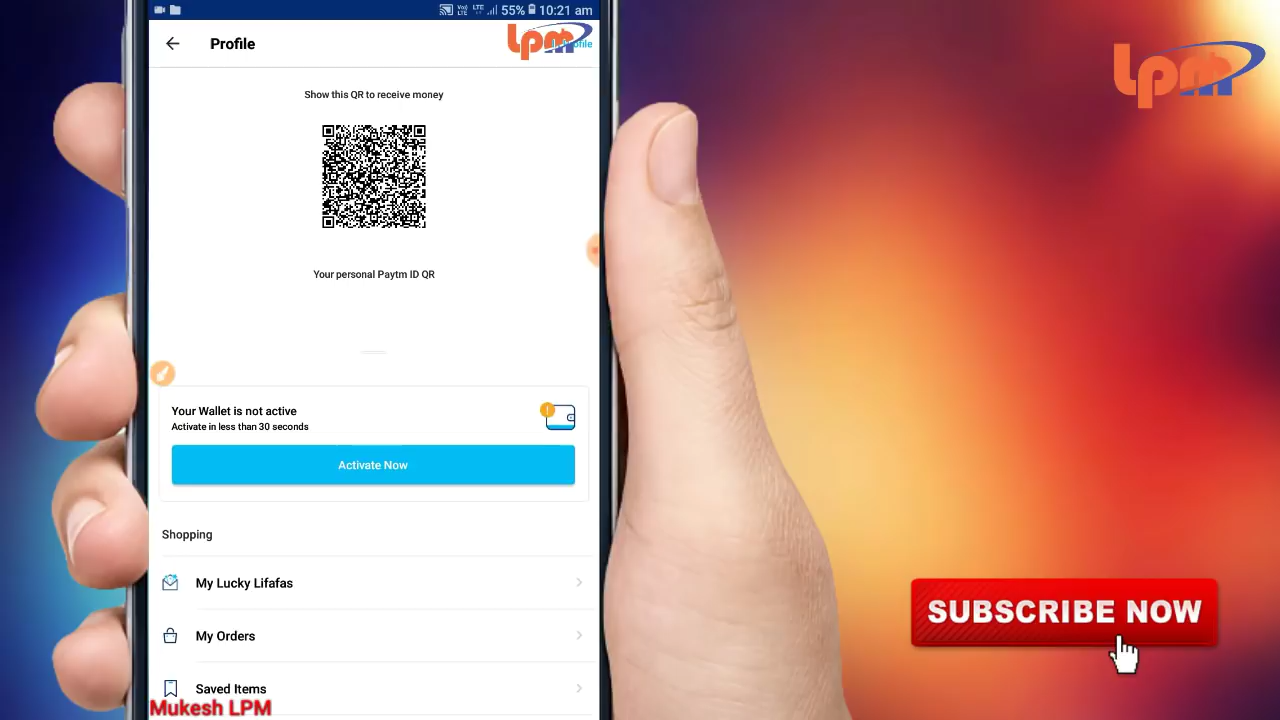 55% 10:21 am
Profile
lpm
lpm
Show this QR to receive money
Your personal Paytm ID QR
Your Wallet is not active
Activate in less than 30 seconds
Activate Now
Shopping
My Lucky Lifafas
My Orders
Saved Items
Mukesh LPM
SUBSCRIBE NOW